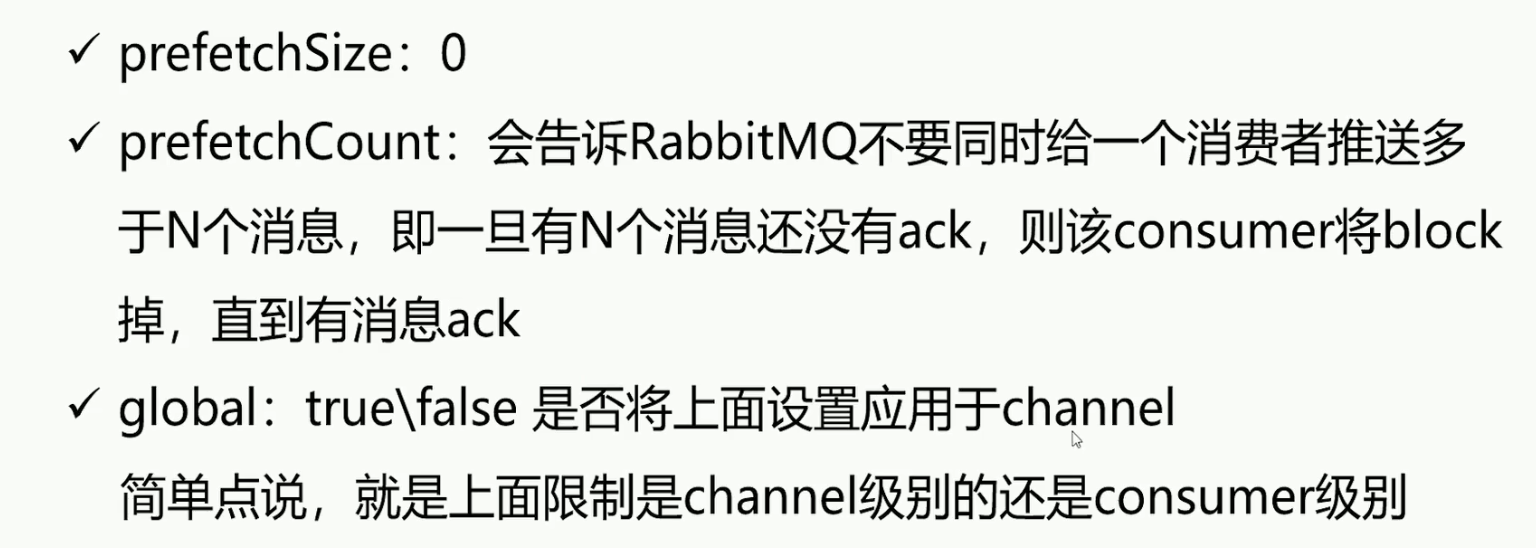 ✓ prefetchSize：0
✓ prefetchCount：会告诉RabbitMQ不要同时给一个消费者推送多
于N个消息，即一旦有N个消息还没有ack，则该consumer将block
掉，直到有消息ack
✓ global：true\false 是否将上面设置应用于channel
简单点说，就是上面限制是channel级别的还是consumer级别